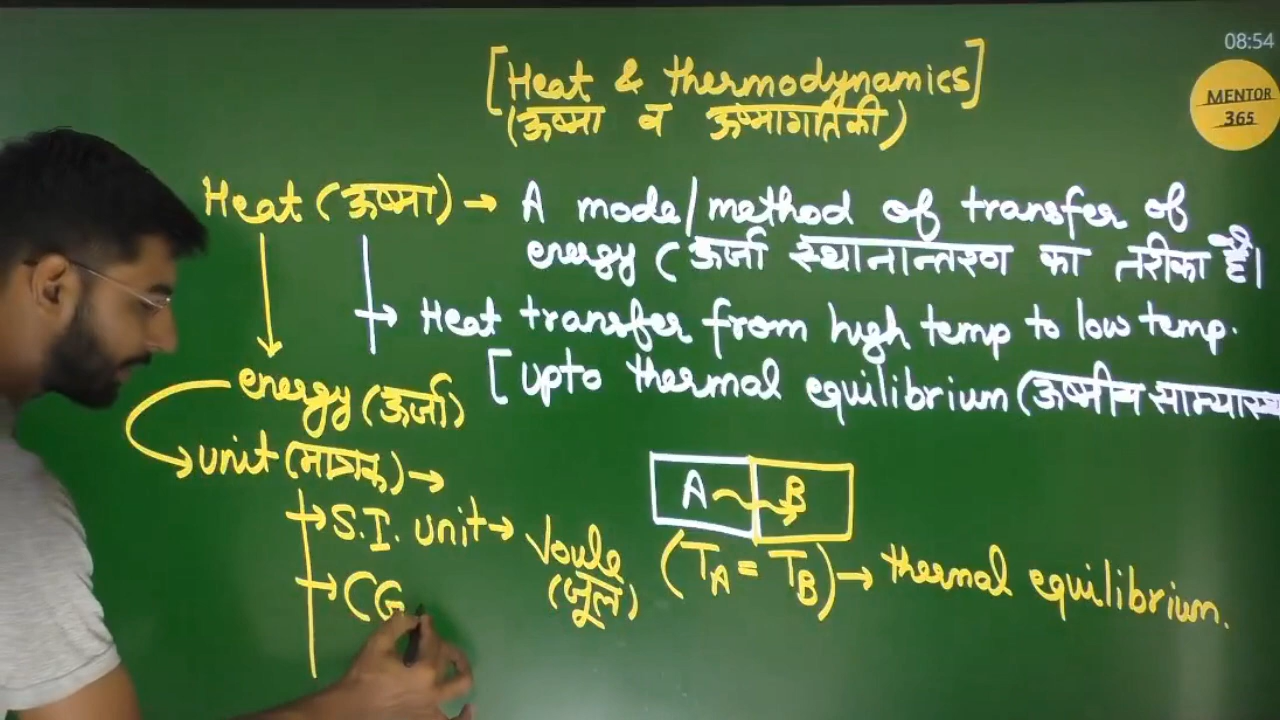 08:54
MENTOR
365
[Heat & thermodynamics]
(ऊष्मा व ऊष्मागतिकी)
Heat (ऊष्मा) → A mode/method of transfer of
energy (ऊर्जा स्थानान्तरण का तरीका है।
→ Heat transfer from high temp to low temp.
[upto thermal equilibrium (ऊष्मीय साम्यास्
energy (ऊर्जा)
unit (मात्रक) →
A B
→ S.I. unit → Joule
(जूल)
(TA = TB) → thermal equilibrium.
→ CG